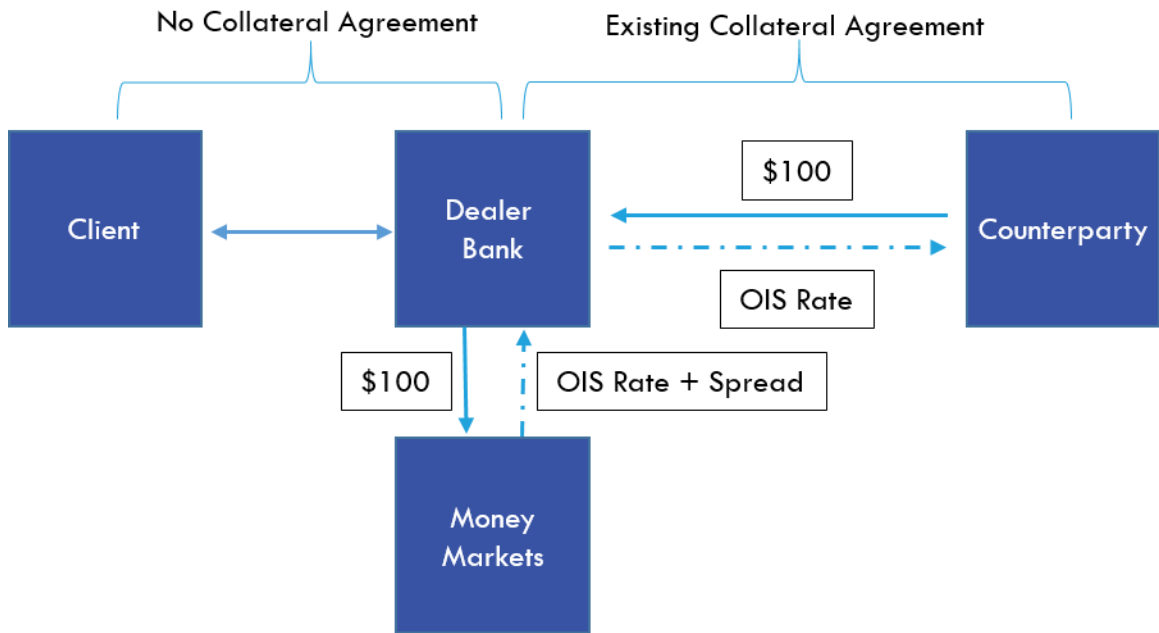 No Collateral Agreement
Existing Collateral Agreement
$100
Client
Dealer
Bank
Counterparty
OIS Rate
$100
OIS Rate + Spread
Money
Markets